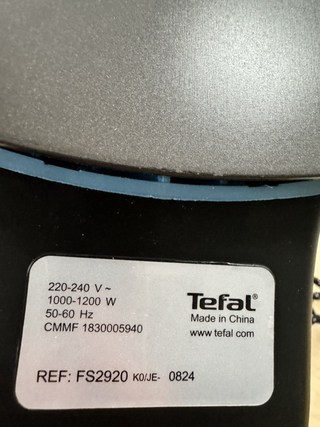 220-240 V ~
1000-1200 W
50-60 Hz
CMMF 1830005940
Tefal®
Made in China
www.tefal.com
REF: FS2920 K0/JE- 0824